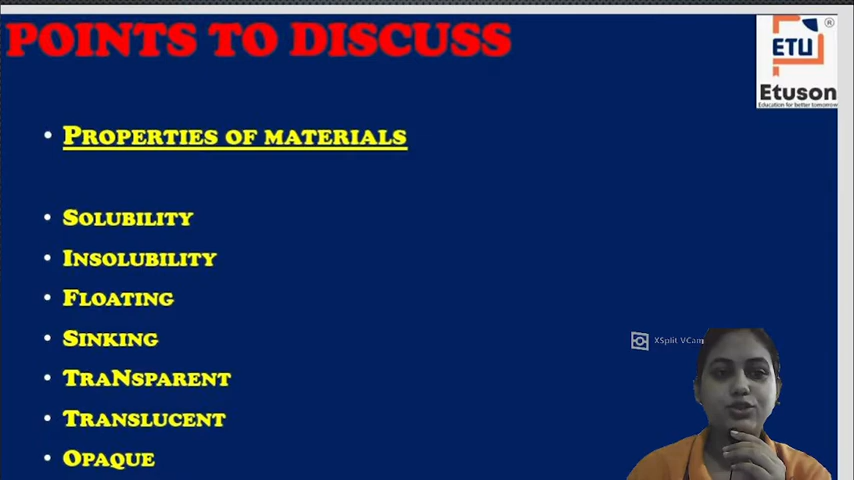 POINTS TO DISCUSS
ETU
®
Etuson
Education for better tomorrow
• PROPERTIES OF MATERIALS
• SOLUBILITY
• INSOLUBILITY
• FLOATING
• SINKING
XSplit VCam
• TRANSPARENT
• TRANSLUCENT
• OPAQUE